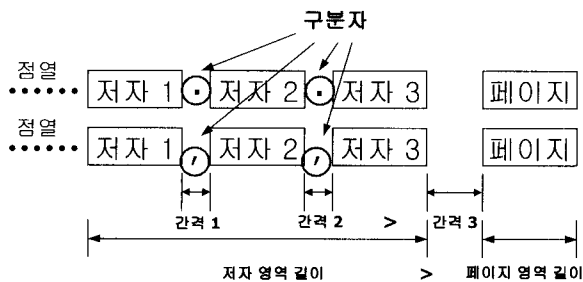 구분자
점열
...... 저자 1 · 저자 2 · 저자 3 페이지
점열
...... 저자 1 , 저자 2 , 저자 3 페이지
간격 1 간격 2 > 간격 3
저자 영역 길이 > 페이지 영역 길이